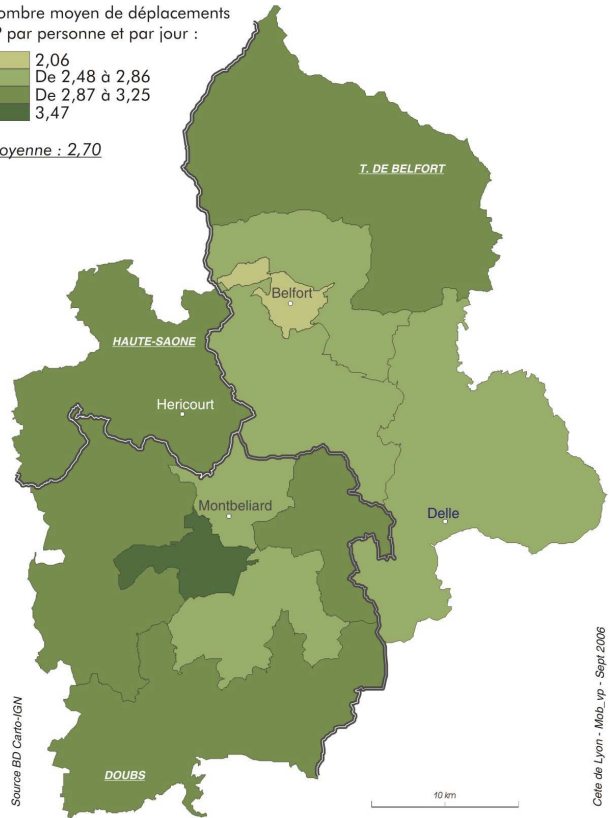 ombre moyen de déplacements
P par personne et par jour :
2,06
De 2,48 à 2,86
De 2,87 à 3,25
3,47
oyenne : 2,70
T. DE BELFORT
Belfort
HAUTE-SAONE
Hericourt
Montbeliard
Delle
DOUBS
10 km
Source BD Carto-IGN
Cete de Lyon - Mob_vp - Sept 2006